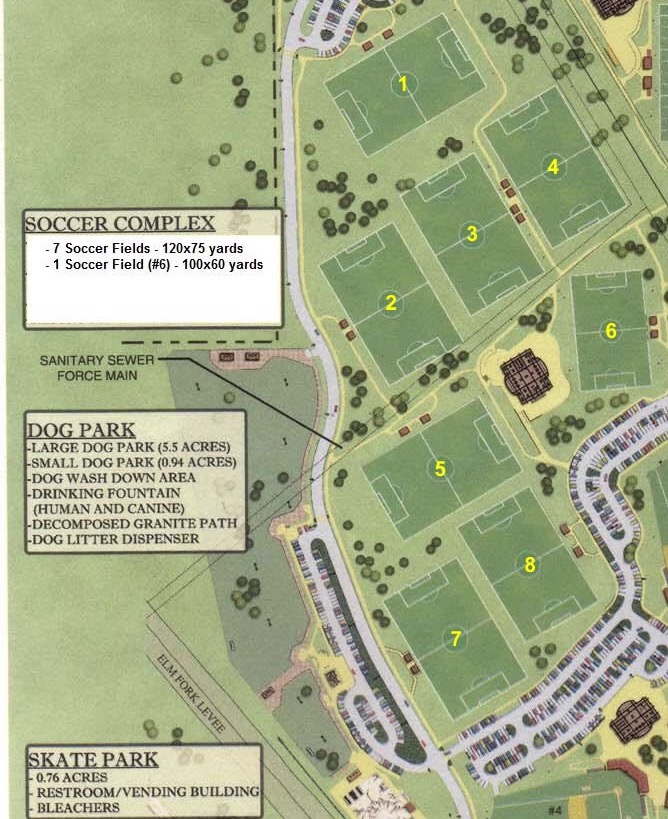 1
4
3
2
6
5
8
7
SOCCER COMPLEX
- 7 Soccer Fields - 120x75 yards
- 1 Soccer Field (#6) - 100x60 yards
SANITARY SEWER
FORCE MAIN
DOG PARK
-LARGE DOG PARK (5.5 ACRES)
-SMALL DOG PARK (0.94 ACRES)
-DOG WASH DOWN AREA
-DRINKING FOUNTAIN
(HUMAN AND CANINE)
-DECOMPOSED GRANITE PATH
-DOG LITTER DISPENSER
ELM FORK LEVEE
SKATE PARK
- 0.76 ACRES
- RESTROOM/VENDING BUILDING
- BLEACHERS
#4